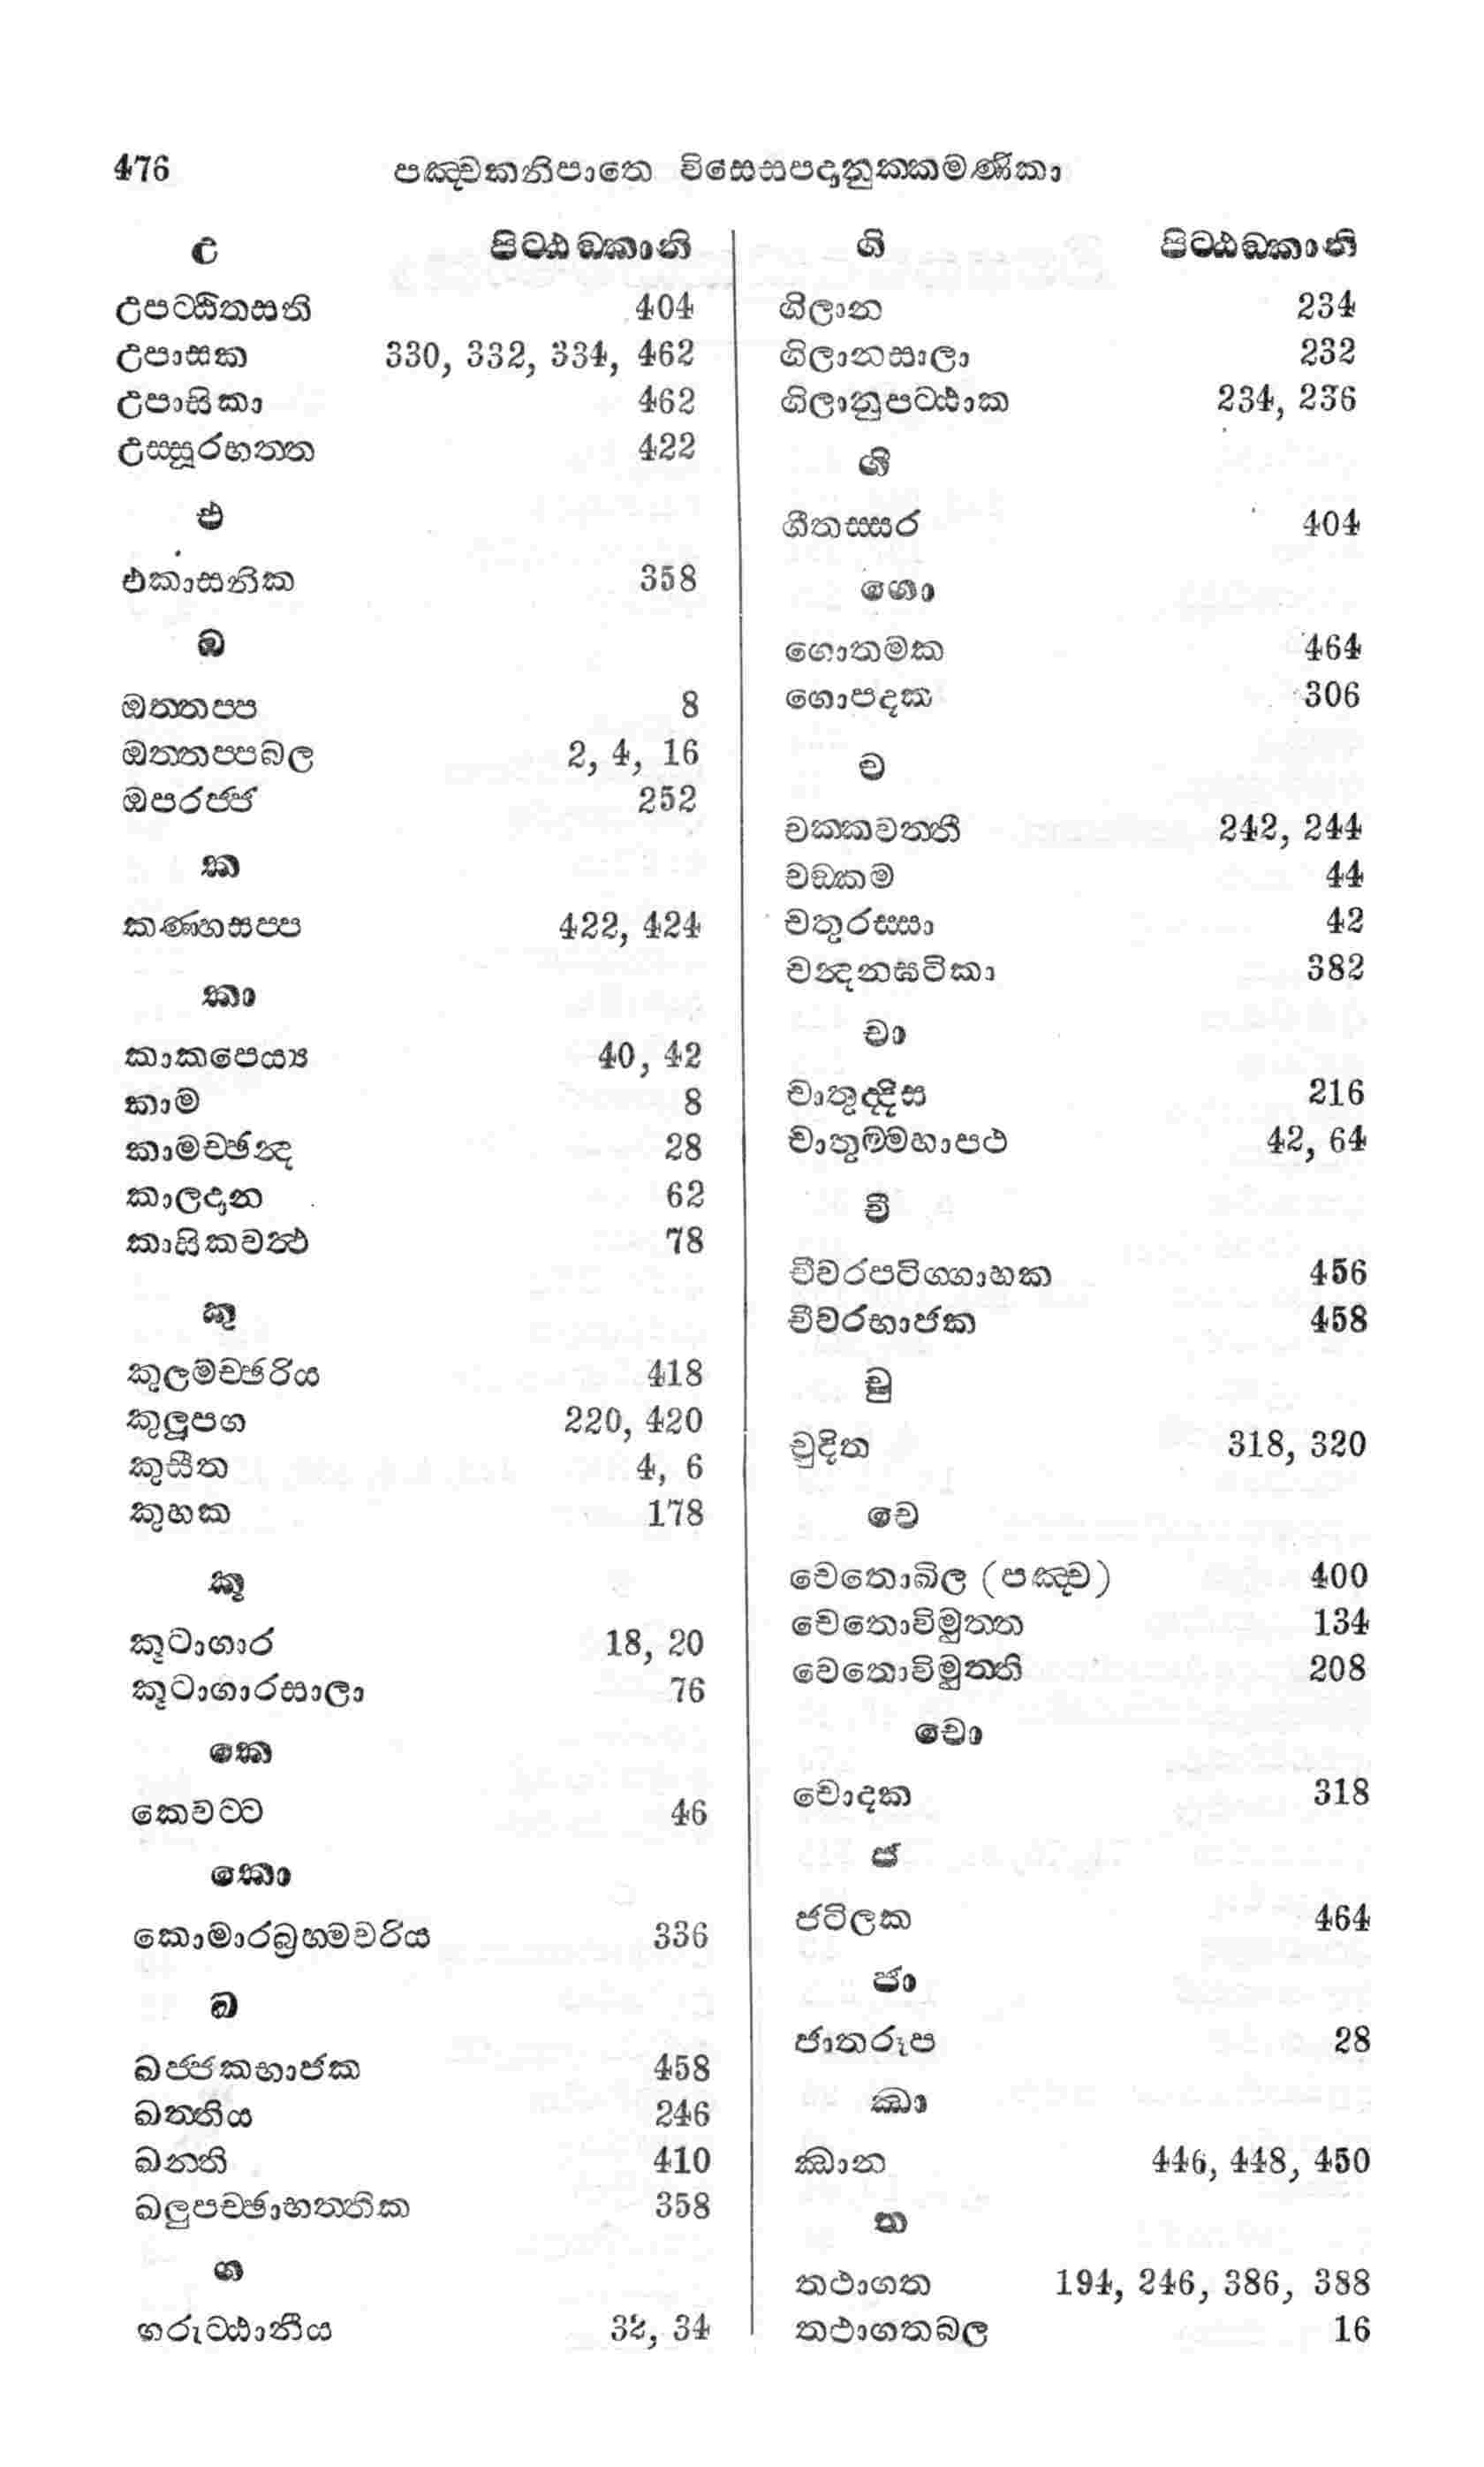 476 පඤ්චකනිපාතෙ විසෙසපදානුක්කමණිකා
උ පිට්ඨඞ්කානි
උපට්ඨිතසති 404
උපාසක 330, 332, 334, 462
උපාසිකා 462
උස්සූරභත්ත 422
එ
එකාසනික 358
ඔ
ඔත්තප්ප 8
ඔත්තප්පබල 2, 4, 16
ඔපරජ්ජ 252
ක
කණ්හසප්ප 422, 424
කා
කාකපෙය්‍ය 40, 42
කාම 8
කාමච්ඡන්‍ද 28
කාලදාන 62
කාසිකවත්‍ථ 78
කු
කුලමච්ඡරිය 418
කුලූපග 220, 420
කුසීත 4, 6
කුහක 178
කූ
කූටාගාර 18, 20
කූටාගාරසාලා 76
කෙ
කෙවට්ට 46
කො
කොමාරබ්‍රහ්මචරිය 336
ඛ
ඛජ්ජකභාජක 458
ඛත්තිය 246
ඛන්ති 410
ඛලුපච්ඡාභත්තික 358
ග
ගරුට්ඨානීය 32, 34
ගි පිට්ඨඞ්කානි
ගිලාන 234
ගිලානසාලා 232
ගිලානුපට්ඨාක 234, 236
ගී
ගීතස්සර 404
ගො
ගොතමක 464
ගොපදක 306
ච
චක්කවත්තී 242, 244
චඞ්කම 44
චතුරස්සා 42
චන්‍දනඝටිකා 382
චා
චාතුද්දිස 216
චාතුම්මහාපථ 42, 64
චී
චීවරපටිග්ගාහක 456
චීවරභාජක 458
චු
චුදිත 318, 320
චෙ
චෙතොඛිල (පඤ්ච) 400
චෙතොවිමුත්ත 134
චෙතොවිමුත්ති 208
චො
චොදක 318
ජ
ජටිලක 464
ජා
ජාතරූප 28
ඣා
ඣාන 446, 448, 450
ත
තථාගත 194, 246, 386, 388
තථාගතබල 16